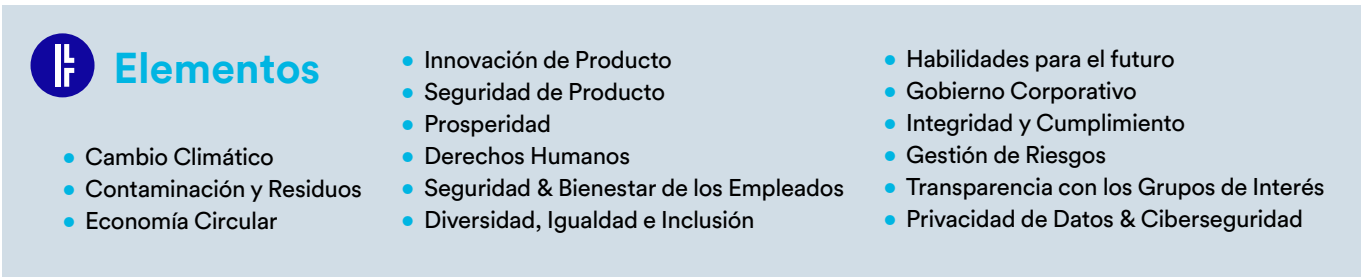 Elementos
Cambio Climático
Contaminación y Residuos
Economía Circular
Innovación de Producto
Seguridad de Producto
Prosperidad
Derechos Humanos
Seguridad & Bienestar de los Empleados
Diversidad, Igualdad e Inclusión
Habilidades para el futuro
Gobierno Corporativo
Integridad y Cumplimiento
Gestión de Riesgos
Transparencia con los Grupos de Interés
Privacidad de Datos & Ciberseguridad